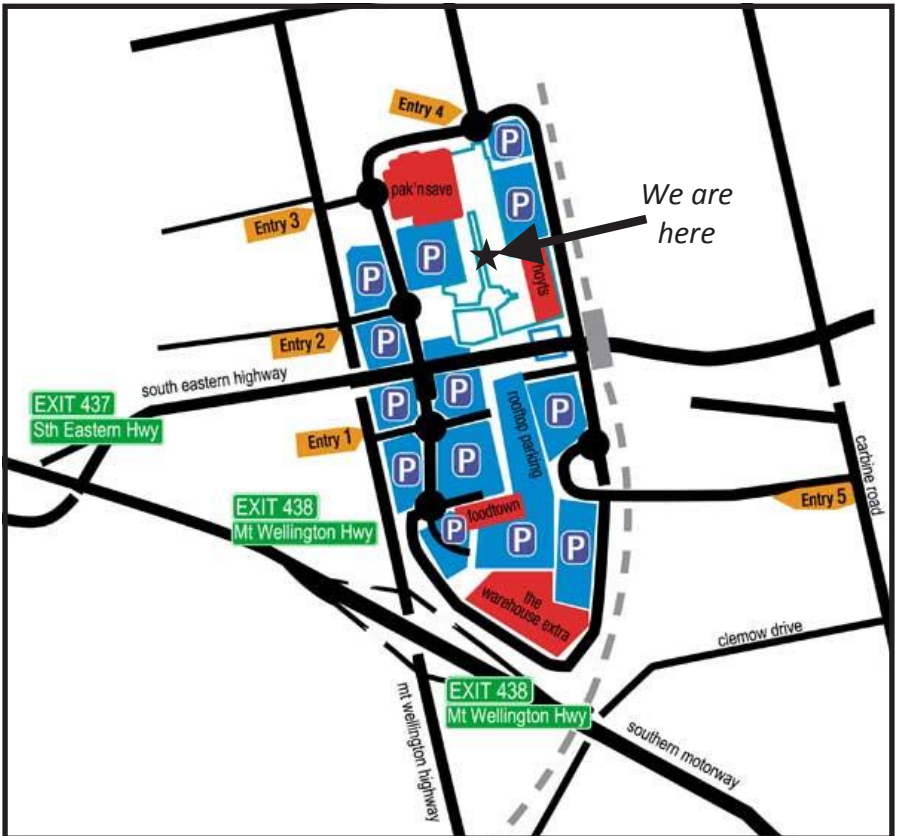 Entry 4
P
pak'nsave
P
We are
here
Entry 3
P
P
hoyts
Entry 2
P
south eastern highway
EXIT 437
Sth Eastern Hwy
P
P
rooftop parking
P
Entry 1
P
P
carbine road
Entry 5
EXIT 438
Mt Wellington Hwy
foodtown
P
P
P
the
warehouse extra
clemow drive
EXIT 438
Mt Wellington Hwy
mt wellington highway
southern motorway